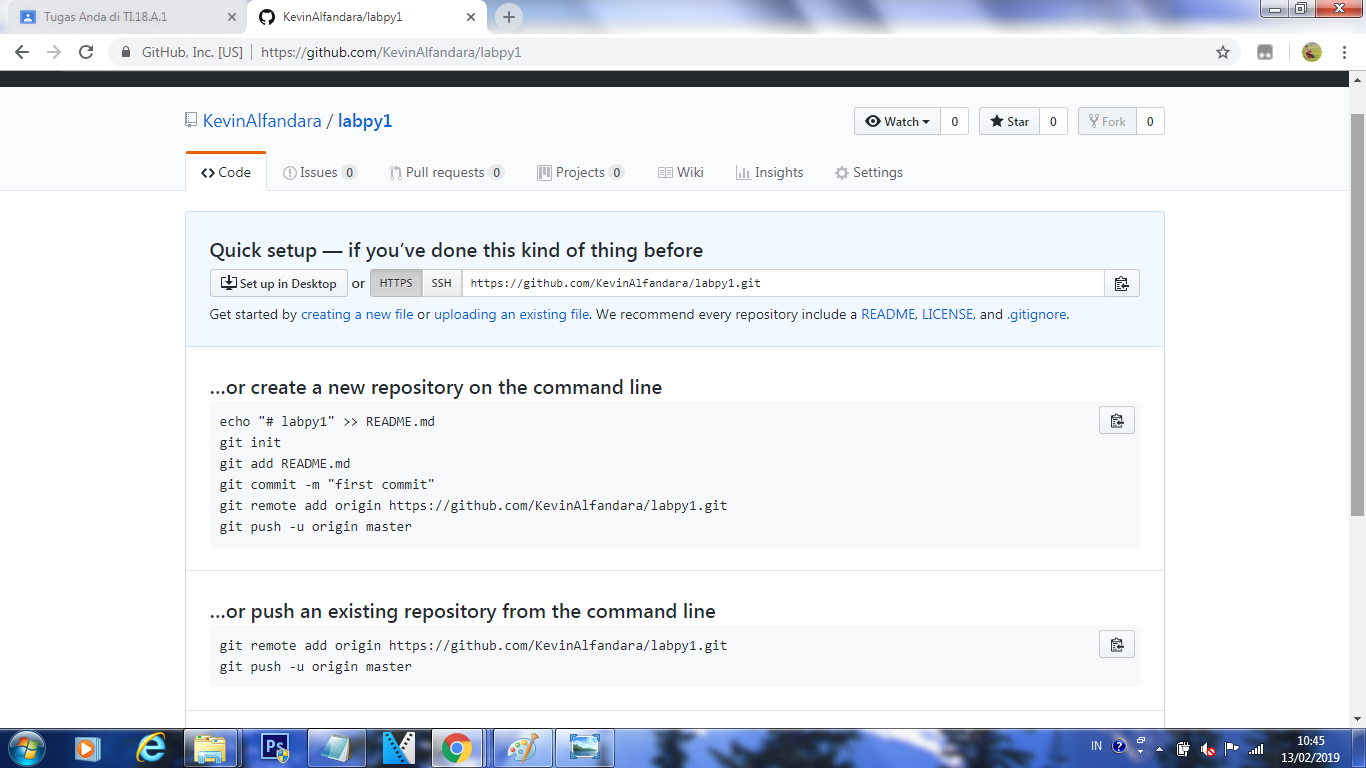 Tugas Anda di TI.18.A.1
KevinAlfandara/labpy1
GitHub, Inc. [US] | https://github.com/KevinAlfandara/labpy1
KevinAlfandara / labpy1
Watch 0 Star 0 Fork 0
Code Issues 0 Pull requests 0 Projects 0 Wiki Insights Settings
Quick setup — if you’ve done this kind of thing before
Set up in Desktop or HTTPS SSH https://github.com/KevinAlfandara/labpy1.git
Get started by creating a new file or uploading an existing file. We recommend every repository include a README, LICENSE, and .gitignore.
…or create a new repository on the command line
echo "# labpy1" >> README.md
git init
git add README.md
git commit -m "first commit"
git remote add origin https://github.com/KevinAlfandara/labpy1.git
git push -u origin master
…or push an existing repository from the command line
git remote add origin https://github.com/KevinAlfandara/labpy1.git
git push -u origin master
Ps
IN
10:45
13/02/2019